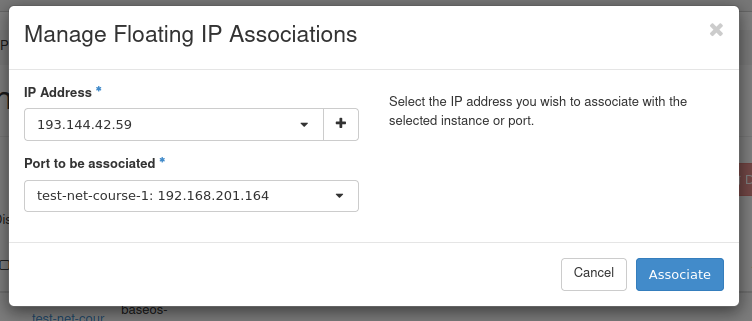 Manage Floating IP Associations
×
IP Address *
193.144.42.59
Select the IP address you wish to associate with the
selected instance or port.
Port to be associated *
test-net-course-1: 192.168.201.164
Cancel
Associate
baseos-
test-net-cour